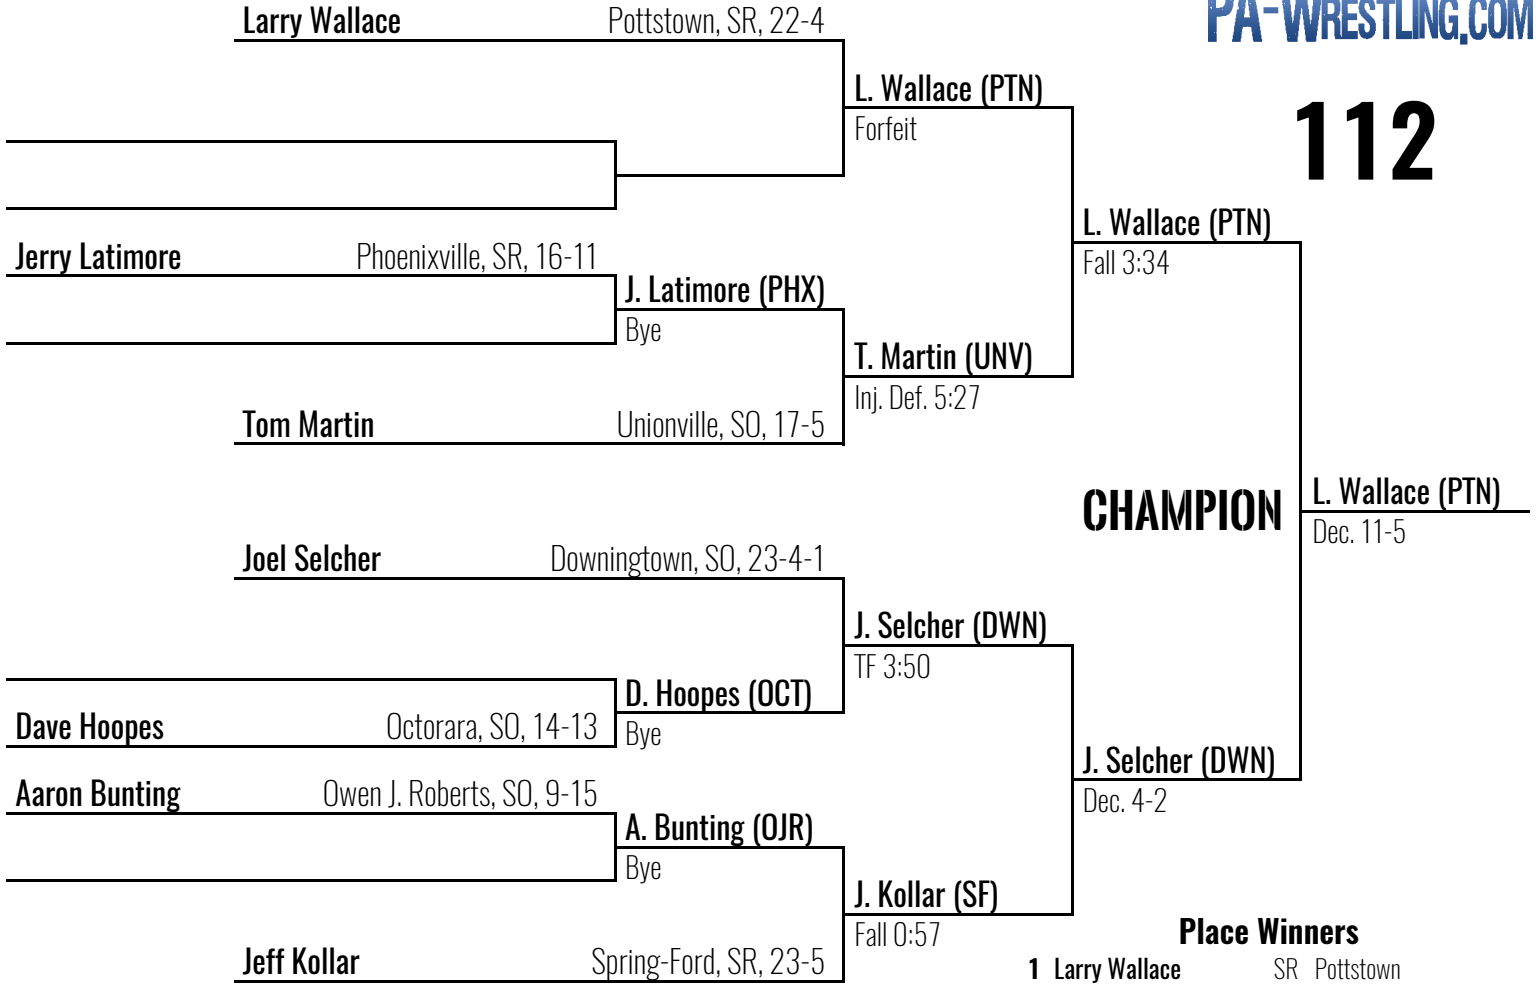 Larry Wallace Pottstown, SR, 22-4
PA-WRESTLING.COM
L. Wallace (PTN)
Forfeit
112
L. Wallace (PTN)
Fall 3:34
Jerry Latimore Phoenixville, SR, 16-11
J. Latimore (PHX)
Bye
T. Martin (UNV)
Inj. Def. 5:27
Tom Martin Unionville, SO, 17-5
CHAMPION
L. Wallace (PTN)
Dec. 11-5
Joel Selcher Downingtown, SO, 23-4-1
J. Selcher (DWN)
TF 3:50
D. Hoopes (OCT)
Bye
Dave Hoopes Octorara, SO, 14-13
J. Selcher (DWN)
Dec. 4-2
Aaron Bunting Owen J. Roberts, SO, 9-15
A. Bunting (OJR)
Bye
J. Kollar (SF)
Fall 0:57
Jeff Kollar Spring-Ford, SR, 23-5
Place Winners
1 Larry Wallace SR Pottstown